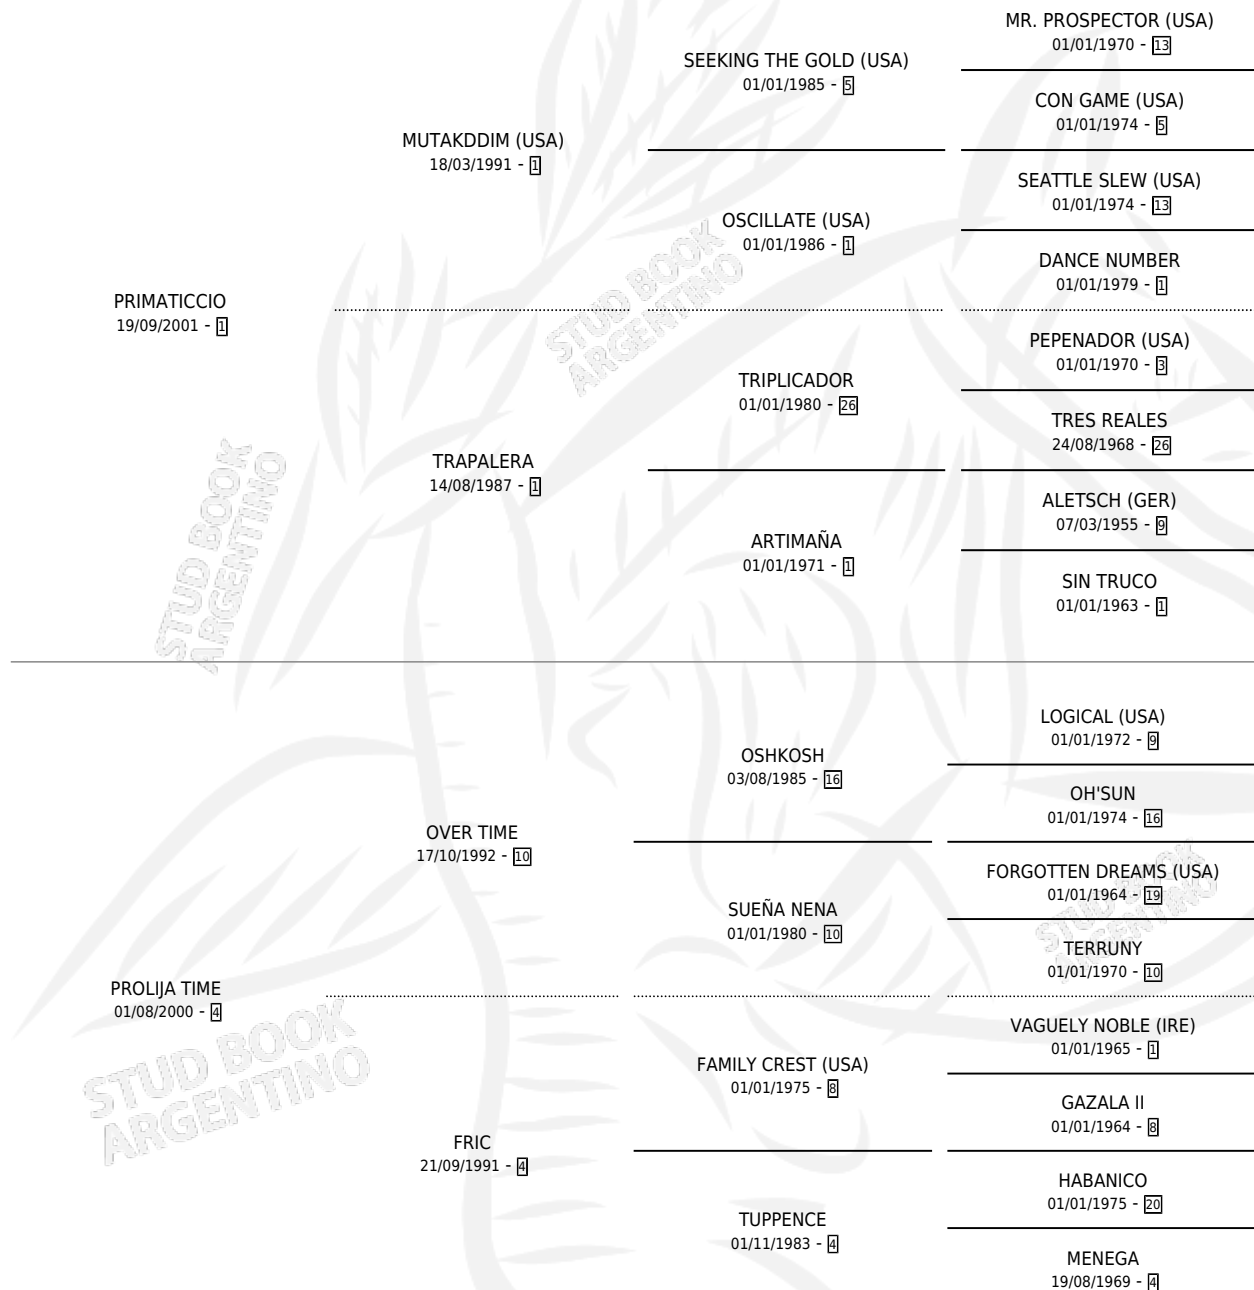 MR. PROSPECTOR (USA)
01/01/1970 - 13
SEEKING THE GOLD (USA)
01/01/1985 - 5
CON GAME (USA)
01/01/1974 - 5
MUTAKDDIM (USA)
18/03/1991 - 1
SEATTLE SLEW (USA)
01/01/1974 - 13
OSCILLATE (USA)
01/01/1986 - 1
DANCE NUMBER
01/01/1979 - 1
PRIMATICCIO
19/09/2001 - 1
STUD BOOK
ARGENTINO
PEPENADOR (USA)
01/01/1970 - 3
TRIPLICADOR
01/01/1980 - 26
TRES REALES
24/08/1968 - 26
TRAPALERA
14/08/1987 - 1
ALETSCH (GER)
07/03/1955 - 9
ARTIMAÑA
01/01/1971 - 1
SIN TRUCO
01/01/1963 - 1
STUD BOOK
ARGENTINO
LOGICAL (USA)
01/01/1972 - 9
OSHKOSH
03/08/1985 - 16
OH'SUN
01/01/1974 - 16
OVER TIME
17/10/1992 - 10
FORGOTTEN DREAMS (USA)
01/01/1964 - 19
SUEÑA NENA
01/01/1980 - 10
TERRUNY
01/01/1970 - 10
STUD BOOK
ARGENTINO
PROLIJA TIME
01/08/2000 - 4
STUD BOOK
ARGENTINO
VAGUELY NOBLE (IRE)
01/01/1965 - 1
FAMILY CREST (USA)
01/01/1975 - 8
GAZALA II
01/01/1964 - 8
FRIC
21/09/1991 - 4
HABANICO
01/01/1975 - 20
TUPPENCE
01/11/1983 - 4
MENEGA
19/08/1969 - 4